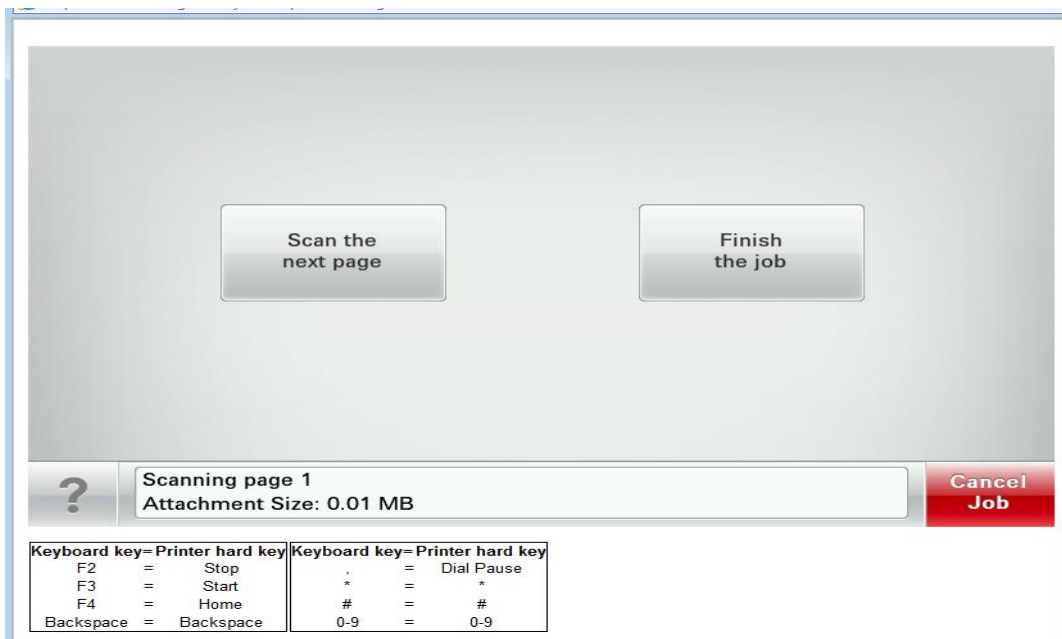 Scan the
next page
Finish
the job
?
Scanning page 1
Attachment Size: 0.01 MB
Cancel
Job
Keyboard key= Printer hard key Keyboard key= Printer hard key
F2 = Stop , = Dial Pause
F3 = Start * = *
F4 = Home # = #
Backspace = Backspace 0-9 = 0-9